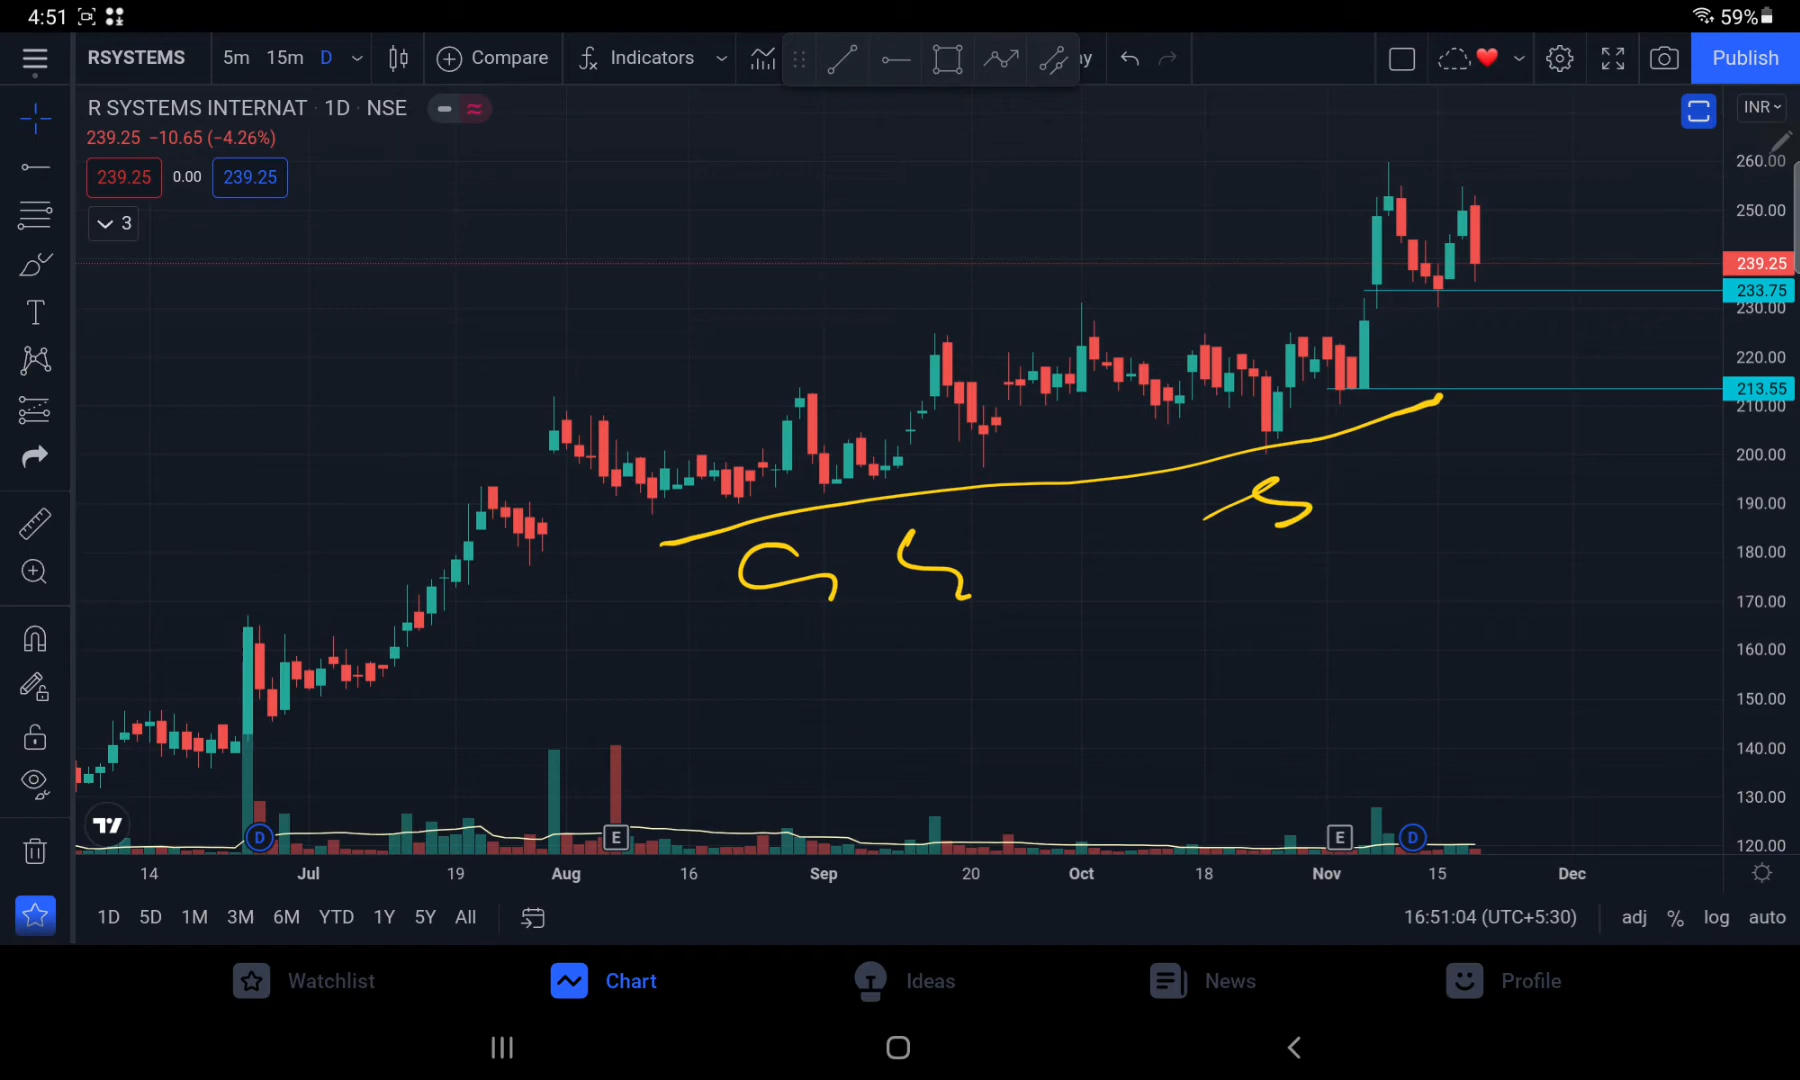 4:51 59%
RSYSTEMS 5m 15m D Compare Indicators ay Publish
R SYSTEMS INTERNAT · 1D · NSE INR
239.25 −10.65 (−4.26%)
239.25 0.00 239.25
3
260.00
250.00
239.25
233.75
230.00
220.00
213.55
210.00
200.00
190.00
180.00
170.00
160.00
150.00
140.00
130.00
120.00
D E E D
14 Jul 19 Aug 16 Sep 20 Oct 18 Nov 15 Dec
1D 5D 1M 3M 6M YTD 1Y 5Y All 16:51:04 (UTC+5:30) adj % log auto
Watchlist Chart Ideas News Profile